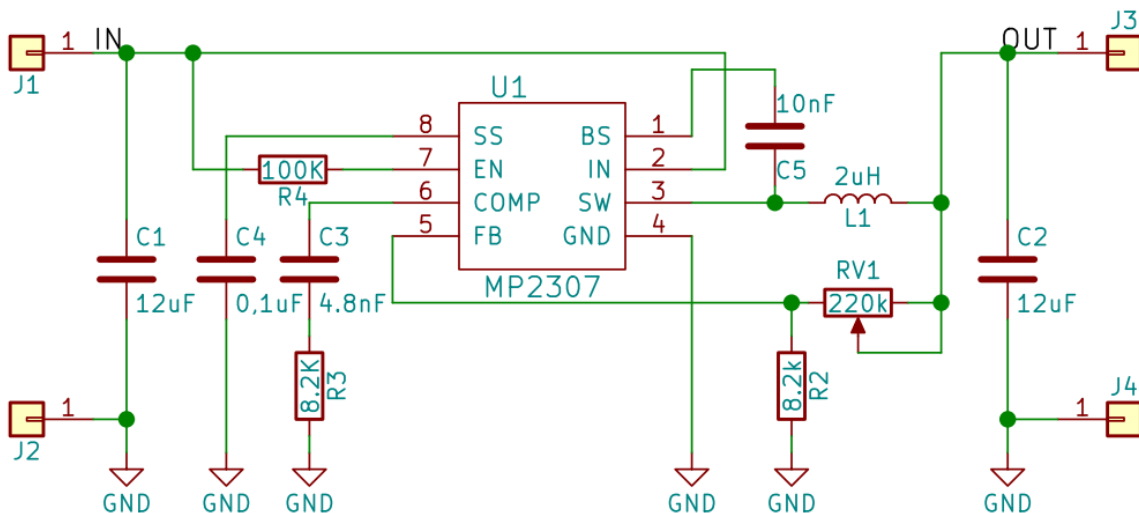 J1
1
IN
U1
MP2307
8
SS
7
EN
6
COMP
5
FB
BS
1
IN
2
SW
3
GND
4
10nF
C5
2uH
L1
OUT
J3
1
100K
R4
C1
12uF
C4
0,1uF
C3
4.8nF
8.2K
R3
RV1
220k
8.2k
R2
C2
12uF
1
J2
1
J4
GND
GND
GND
GND
GND
GND